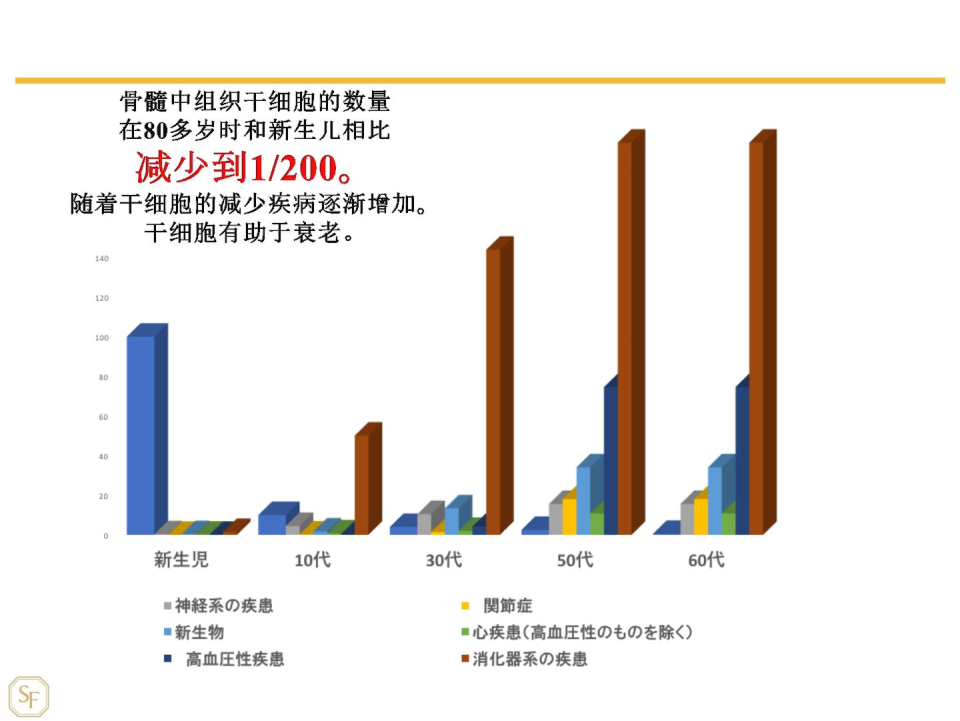 骨髓中组织干细胞的数量
在80多岁时和新生儿相比
减少到1/200。
随着干细胞的减少疾病逐渐增加。
干细胞有助于衰老。
140
120
100
80
60
40
20
0
新生児 10代 30代 50代 60代
神経系の疾患 関節症
新生物 心疾患(高血圧性のものを除く)
高血圧性疾患 消化器系の疾患
SF